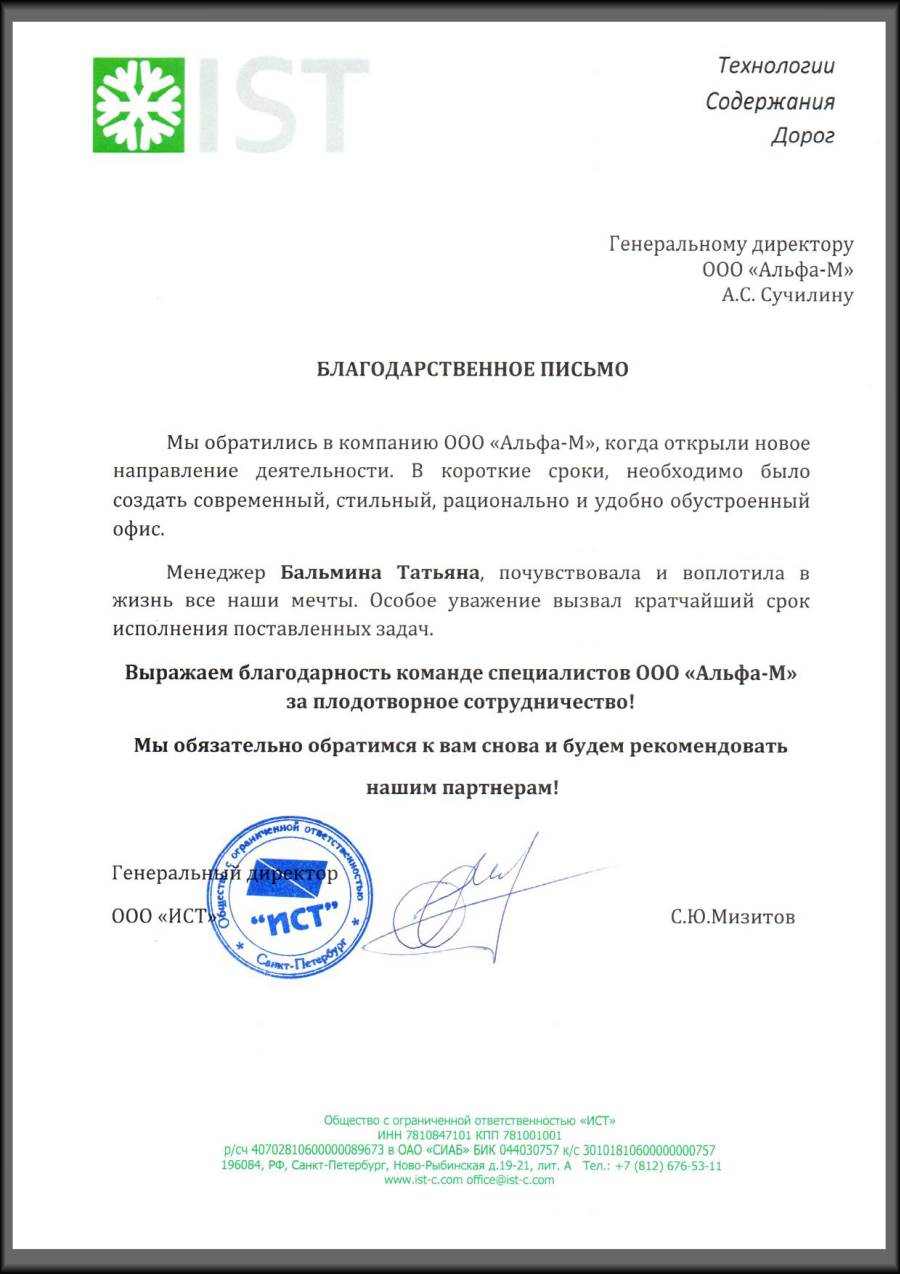 IST
Технологии
Содержания
Дорог
Генеральному директору
ООО «Альфа-М»
А.С. Сучилину
БЛАГОДАРСТВЕННОЕ ПИСЬМО
Мы обратились в компанию ООО «Альфа-М», когда открыли новое
направление деятельности. В короткие сроки, необходимо было
создать современный, стильный, рационально и удобно обустроенный
офис.
Менеджер Бальмина Татьяна, почувствовала и воплотила в
жизнь все наши мечты. Особое уважение вызвал кратчайший срок
исполнения поставленных задач.
Выражаем благодарность команде специалистов ООО «Альфа-М»
за плодотворное сотрудничество!
Мы обязательно обратимся к вам снова и будем рекомендовать
нашим партнерам!
Генеральный директор
ООО «ИСТ»
С.Ю.Мизитов
Общество с ограниченной ответственностью
"ИСТ"
* Санкт-Петербург *
Общество с ограниченной ответственностью «ИСТ»
ИНН 7810847101 КПП 781001001
р/сч 40702810600000089673 в ОАО «СИАБ» БИК 044030757 к/с 30101810600000000757
196084, РФ, Санкт-Петербург, Ново-Рыбинская д.19-21, лит. А Тел.: +7 (812) 676-53-11
www.ist-c.com office@ist-c.com